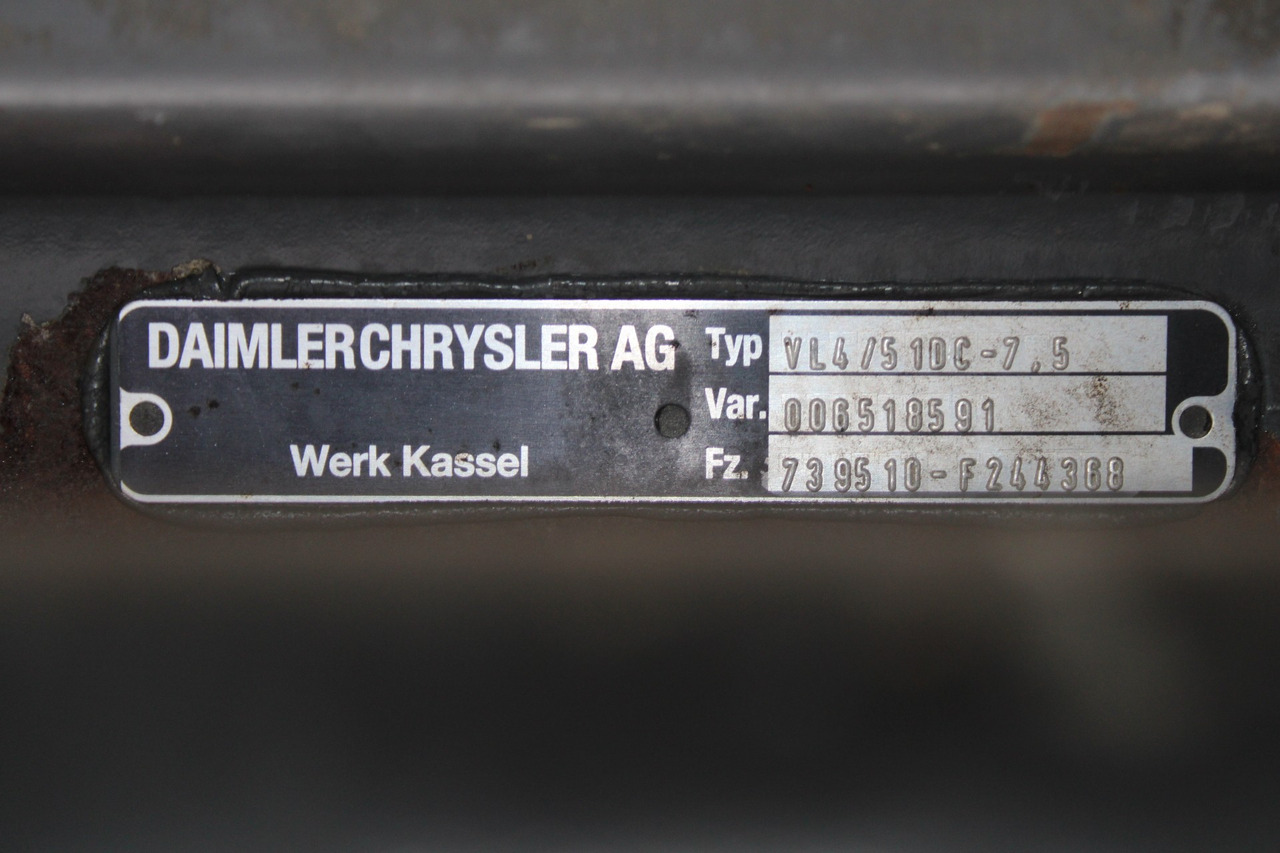 DAIMLERCHRYSLER AG
Werk Kassel
Typ VL4/51DC-7,5
Var. 006518591
Fz. 739510-F244368